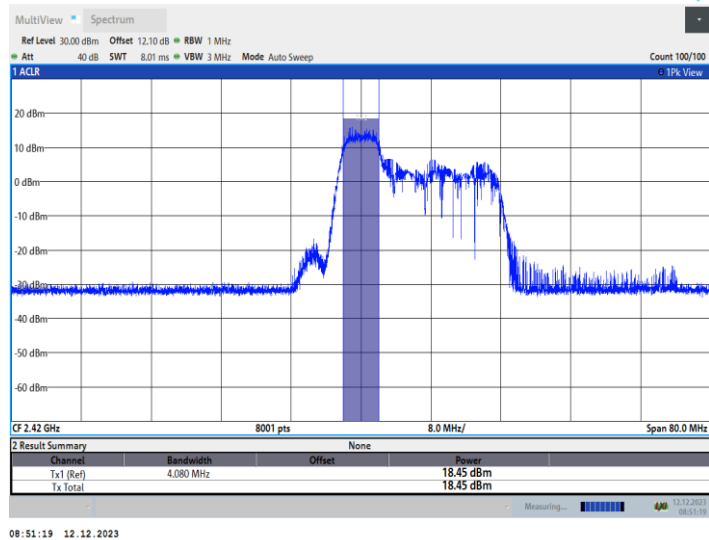 MultiView Spectrum
Ref Level 30.00 dBm Offset 12.10 dB RBW 1 MHz
Att 40 dB SWT 8.01 ms VBW 3 MHz Mode Auto Sweep Count 100/100
1 ACLR 1Pk View
20 dBm
10 dBm
0 dBm
-10 dBm
-20 dBm
-30 dBm
-40 dBm
-50 dBm
-60 dBm
CF 2.42 GHz 8001 pts 8.0 MHz/ Span 80.0 MHz
2 Result Summary None
Channel Bandwidth Offset Power
Tx1 (Ref) 4.080 MHz 18.45 dBm
Tx Total 18.45 dBm
Measuring... 12.12.2023
08:51:19
08:51:19 12.12.2023